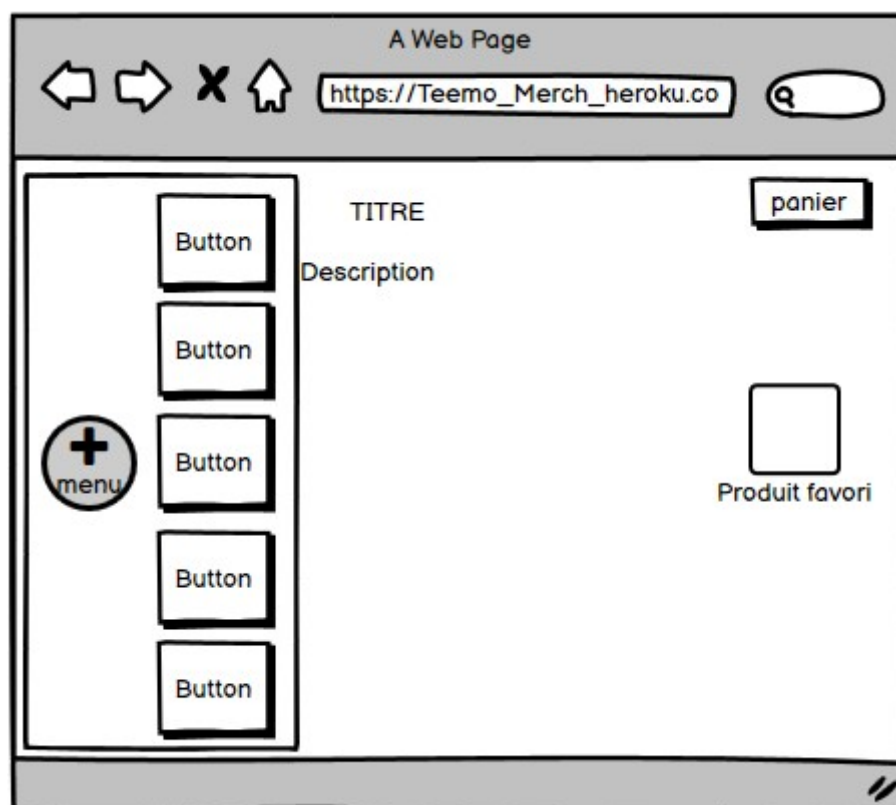 A Web Page
https://Teemo_Merch_heroku.co
TITRE
panier
Button
Description
Button
Button
menu
Produit favori
Button
Button